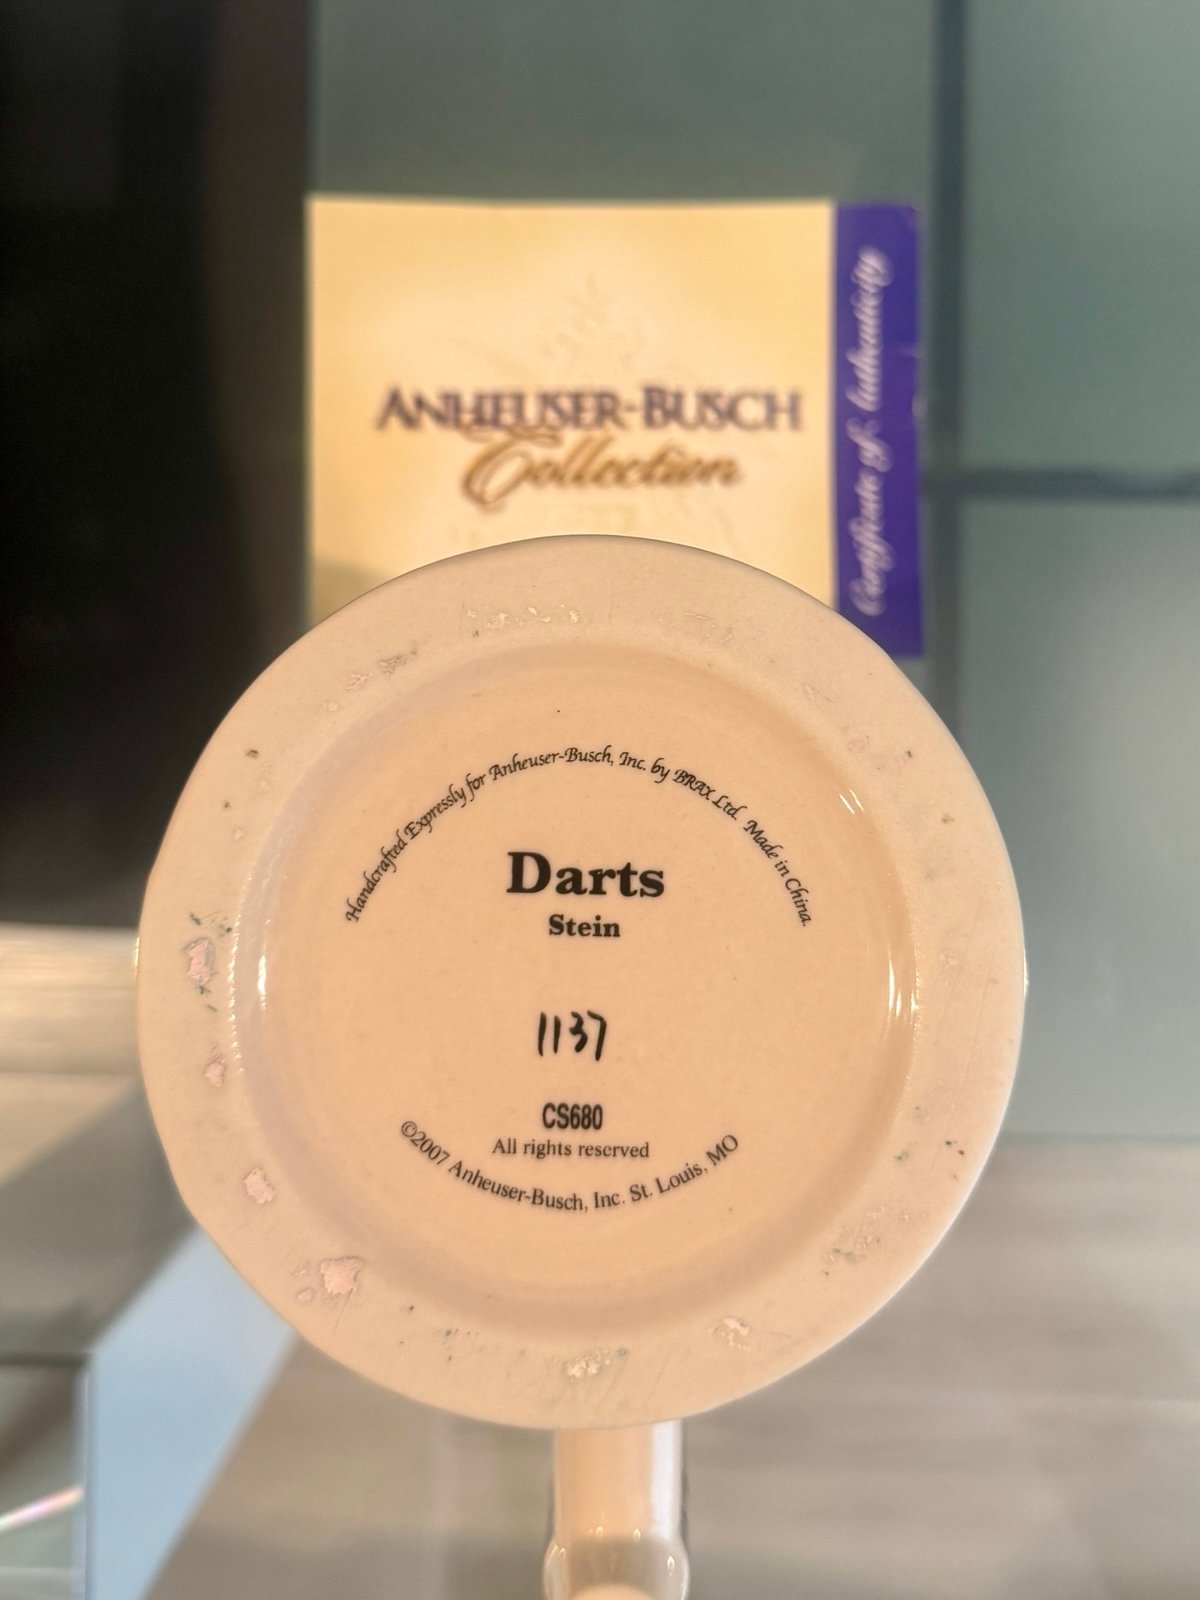 ANHEUSER-BUSCH
Collection
Certificate of Authenticity
Handcrafted Expressly for Anheuser-Busch, Inc. by BRAX Ltd. Made in China.
Darts
Stein
1137
CS680
All rights reserved
©2007 Anheuser-Busch, Inc. St. Louis, MO